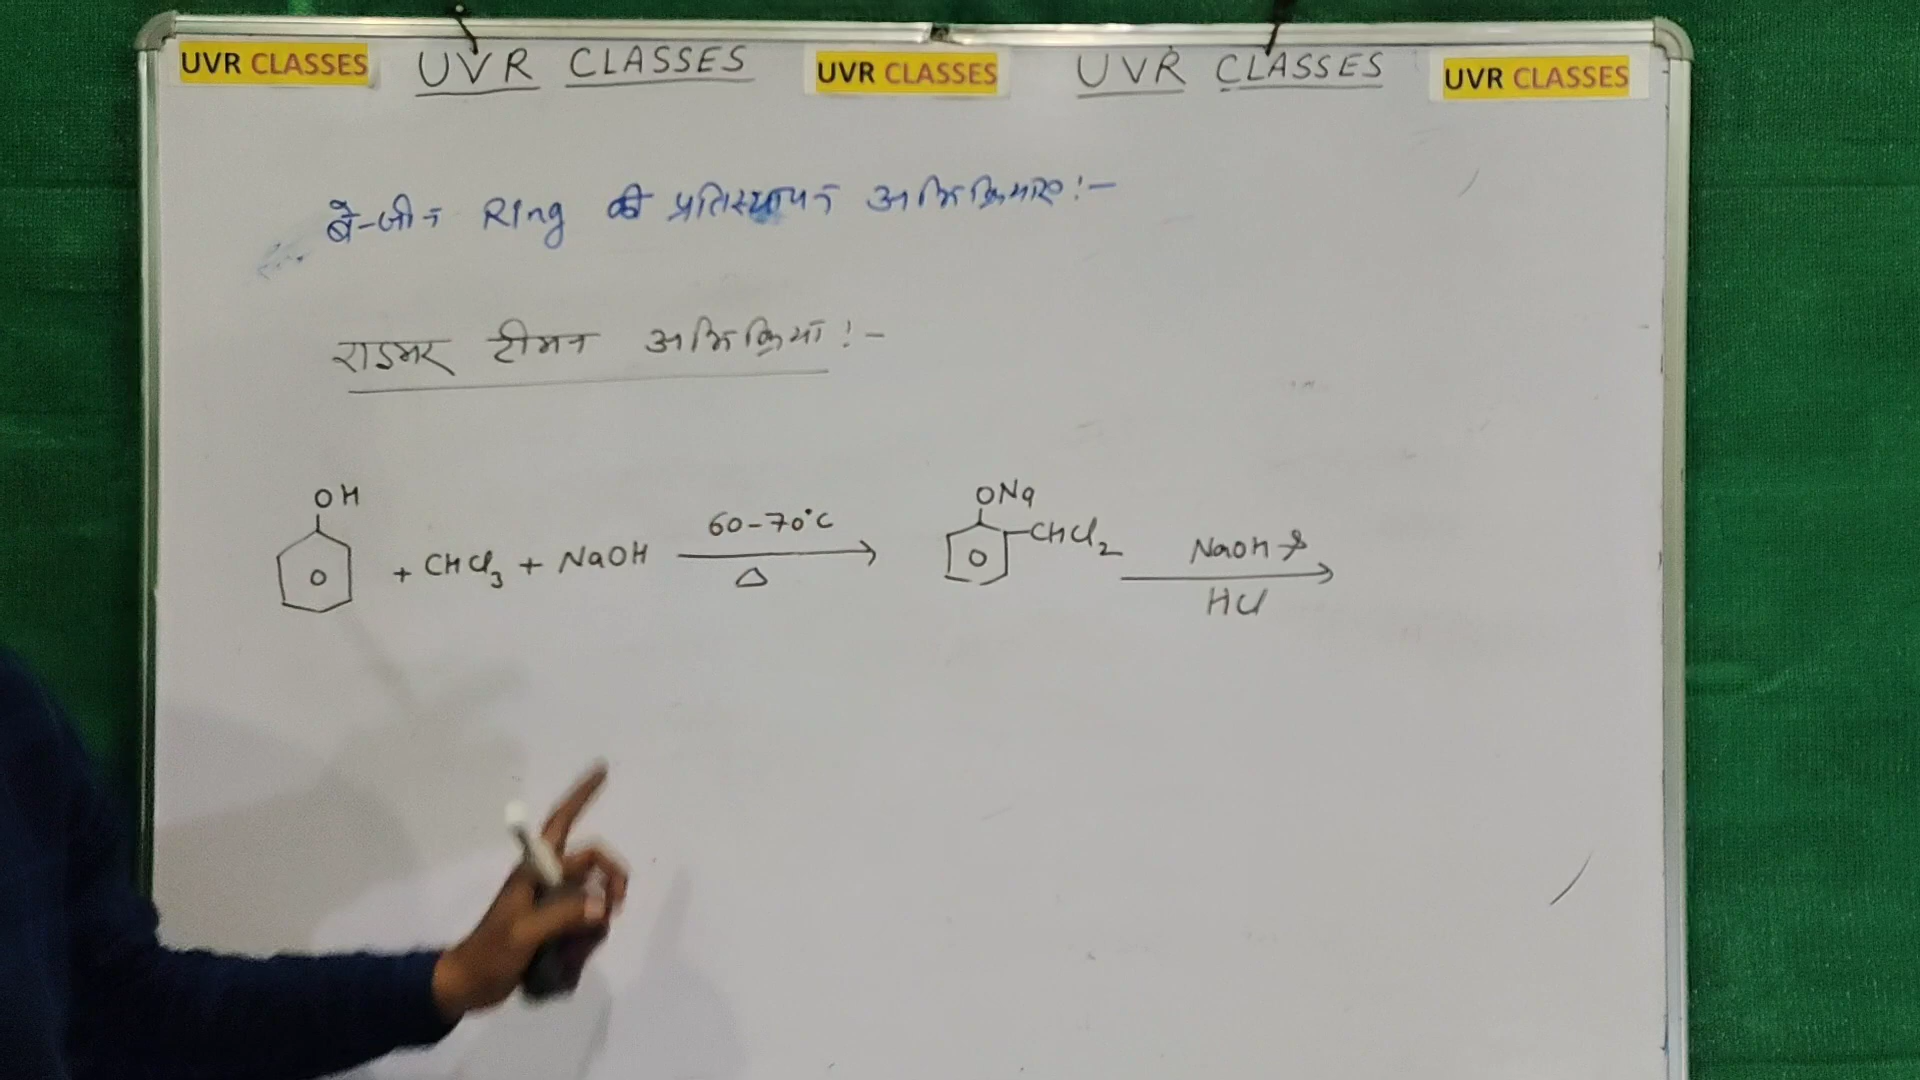 UVR CLASSES UVR CLASSES UVR CLASSES UVR CLASSES UVR CLASSES
बेन्जीन Ring की प्रतिस्थापन अभिक्रियाए:-
राइमर टीमन अभिक्रिया:-
OH
+ CHCl3 + NaOH 60-70°C Δ
ONa
CHCl2
NaOH
HCl